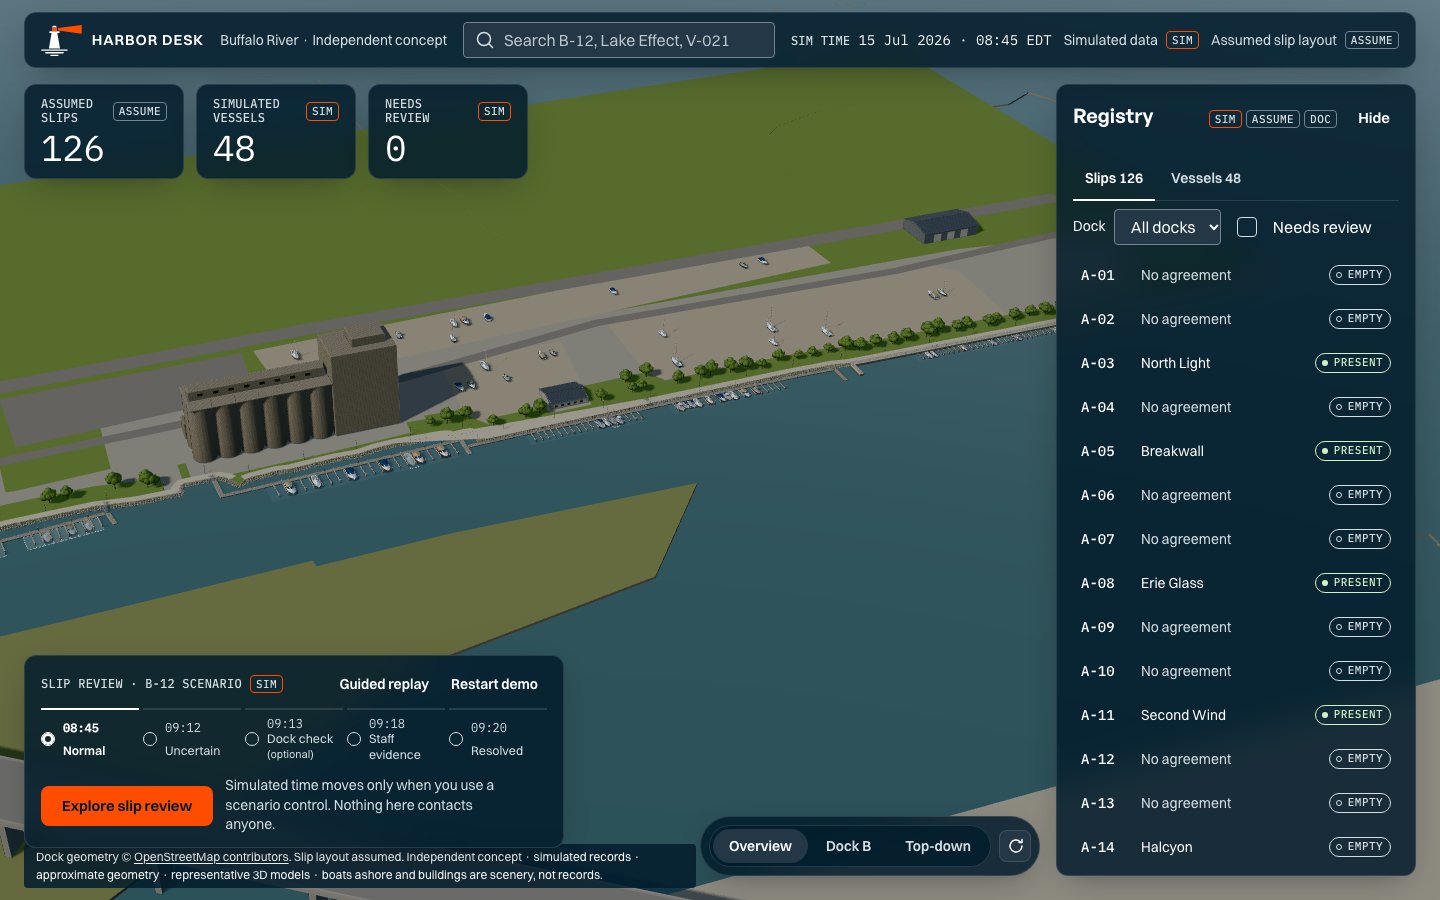 HARBOR DESK
Buffalo River · Independent concept
Search B-12, Lake Effect, V-021
SIM TIME 15 Jul 2026 · 08:45 EDT
Simulated data SIM
Assumed slip layout ASSUME
ASSUMED SLIPS ASSUME
126
SIMULATED VESSELS SIM
48
NEEDS REVIEW SIM
0
Registry SIM ASSUME DOC Hide
Slips 126 Vessels 48
Dock All docks Needs review
A-01 No agreement EMPTY
A-02 No agreement EMPTY
A-03 North Light PRESENT
A-04 No agreement EMPTY
A-05 Breakwall PRESENT
A-06 No agreement EMPTY
A-07 No agreement EMPTY
A-08 Erie Glass PRESENT
A-09 No agreement EMPTY
A-10 No agreement EMPTY
A-11 Second Wind PRESENT
A-12 No agreement EMPTY
A-13 No agreement EMPTY
A-14 Halcyon EMPTY
SLIP REVIEW · B-12 SCENARIO SIM Guided replay Restart demo
08:45 Normal
09:12 Uncertain
09:13 Dock check (optional)
09:18 Staff evidence
09:20 Resolved
Explore slip review
Simulated time moves only when you use a
scenario control. Nothing here contacts
anyone.
Dock geometry © OpenStreetMap contributors. Slip layout assumed. Independent concept · simulated records ·
approximate geometry · representative 3D models · boats ashore and buildings are scenery, not records.
Overview Dock B Top-down